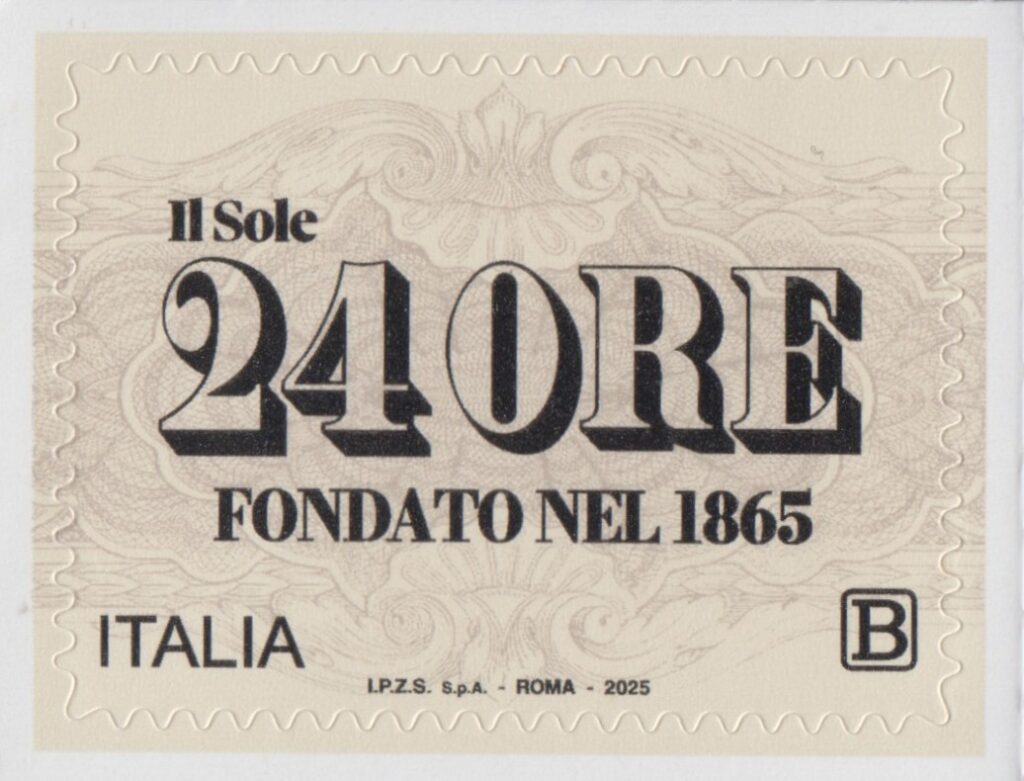 Il Sole
24 ORE
FONDATO NEL 1865
ITALIA
B
I.P.Z.S. S.p.A. - ROMA - 2025